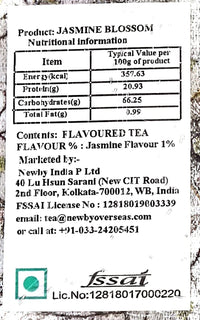 Product: JASMINE BLOSSOM
Nutritional information
Item Typical Value per 100g of product
Energy(kcal) 357.63
Protein(g) 20.93
Carbohydrates(g) 66.25
Total Fat(g) 0.99
Contents: FLAVOURED TEA
FLAVOUR % : Jasmine Flavour 1%
Marketed by:-
Newby India P Ltd
40 Lu Hsun Sarani (New CIT Road)
2nd Floor, Kolkata-700012, WB, India
FSSAI License No : 12818019003339
email: tea@newbyoverseas.com
or call at: +91-033-24205451
fssai
Lic.No:12818017000220